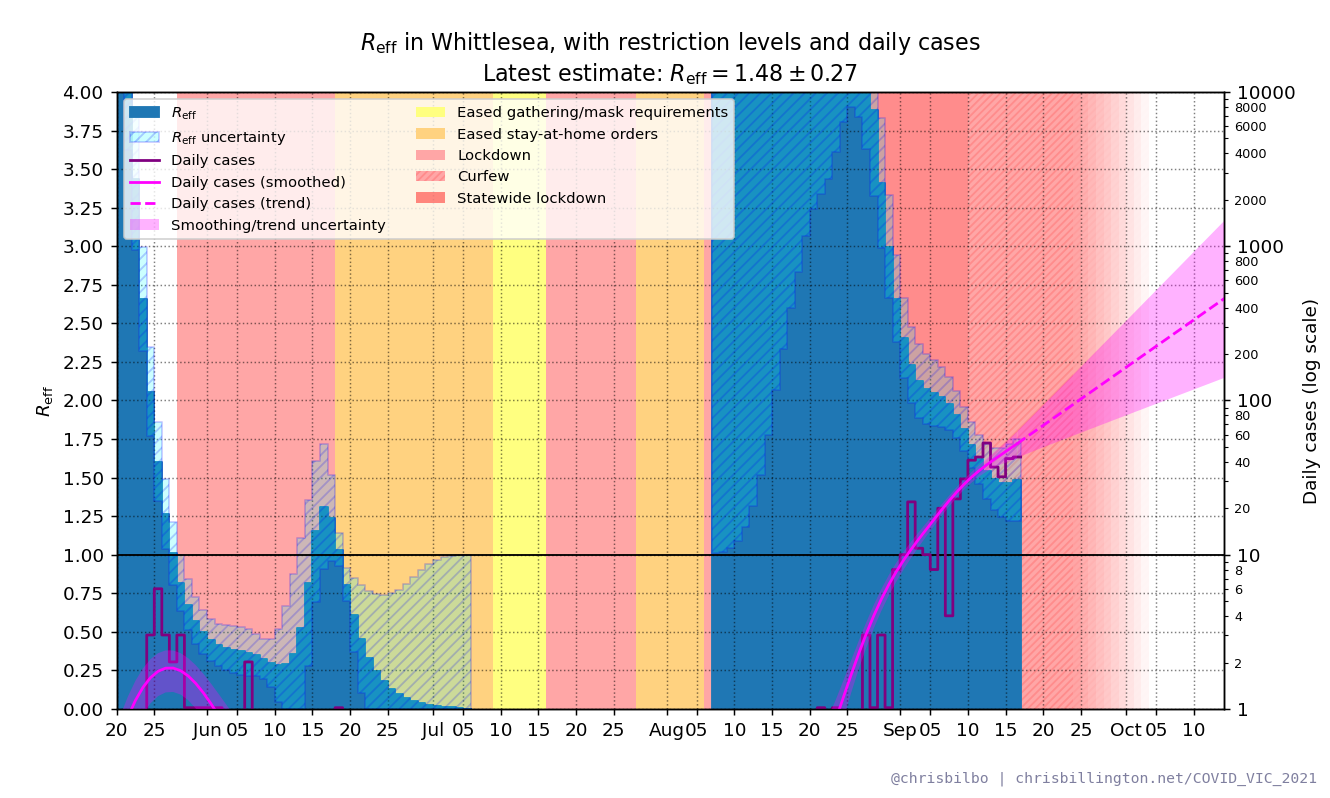 Reff in Whittlesea, with restriction levels and daily cases
Latest estimate: Reff = 1.48 ± 0.27
4.00
3.75
3.50
3.25
3.00
2.75
2.50
2.25
2.00
1.75
1.50
1.25
1.00
0.75
0.50
0.25
0.00
Reff
Reff
Reff uncertainty
Daily cases
Daily cases (smoothed)
Daily cases (trend)
Smoothing/trend uncertainty
Eased gathering/mask requirements
Eased stay-at-home orders
Lockdown
Curfew
Statewide lockdown
10000
8000
6000
4000
2000
1000
800
600
400
200
100
80
60
40
20
10
8
6
4
2
1
Daily cases (log scale)
20 25 Jun 05 10 15 20 25 Jul 05 10 15 20 25 Aug 05 10 15 20 25 Sep 05 10 15 20 25 Oct 05 10
@chrisbilbo | chrisbillington.net/COVID_VIC_2021